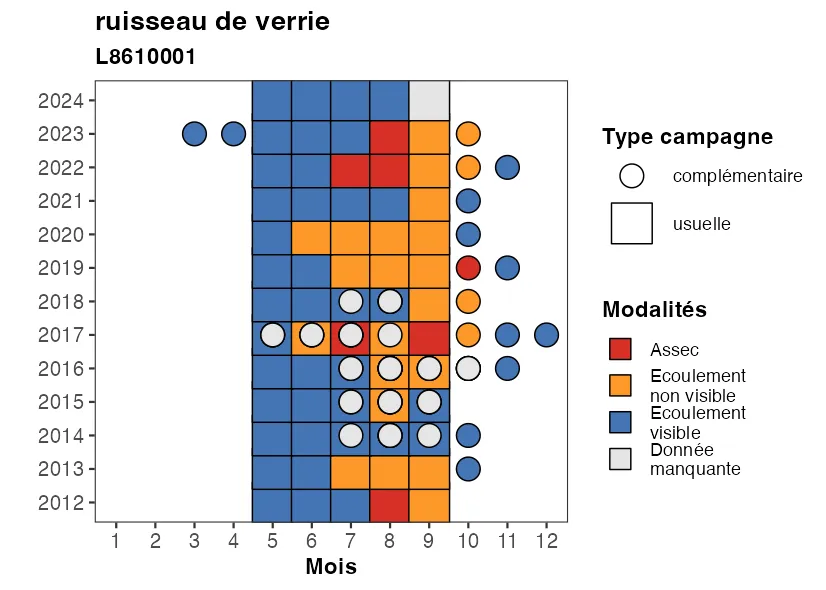 ruisseau de verrie
L8610001
2024
2023
2022
2021
2020
2019
2018
2017
2016
2015
2014
2013
2012
1 2 3 4 5 6 7 8 9 10 11 12
Mois
Type campagne
complémentaire
usuelle
Modalités
Assec
Ecoulement
non visible
Ecoulement
visible
Donnée
manquante